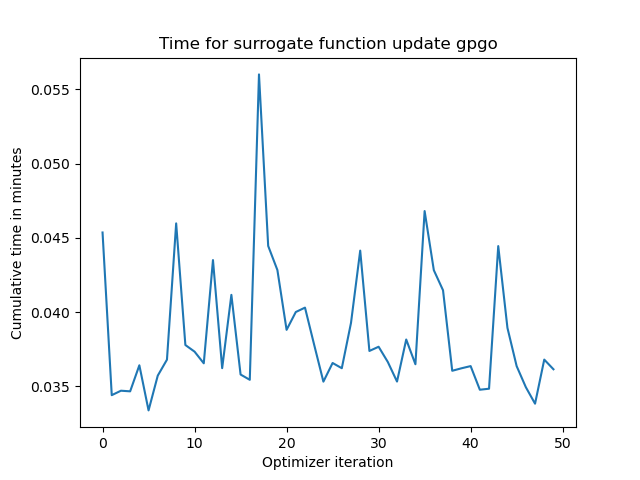 Time for surrogate function update gpgo
Cumulative time in minutes
0.055
0.050
0.045
0.040
0.035
0 10 20 30 40 50
Optimizer iteration